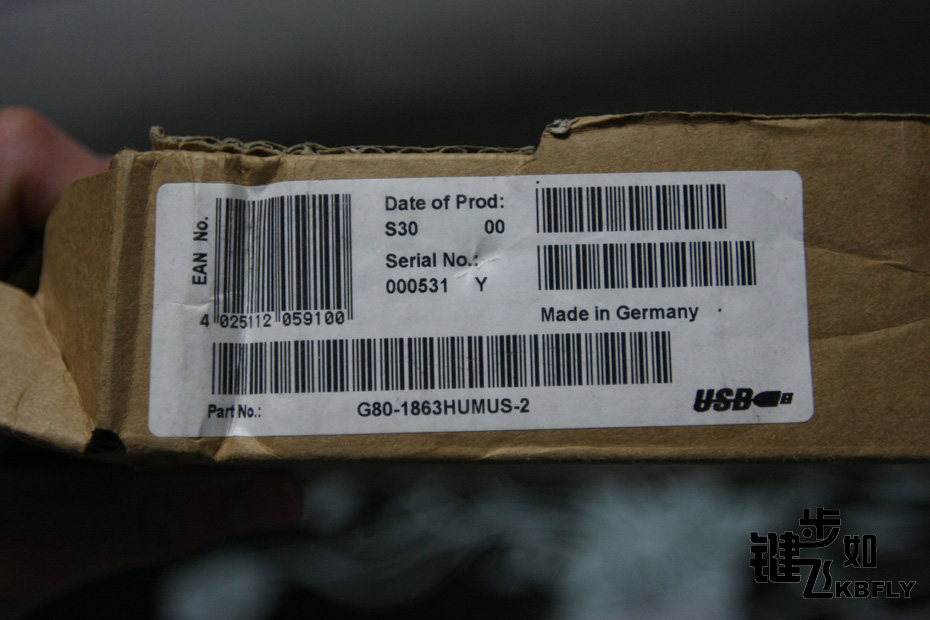 EAN No.
4 025112 059100
Date of Prod:
S30 00
Serial No.:
000531 Y
Made in Germany
Part No.: G80-1863HUMUS-2
USB
键步如飞
KBFLY